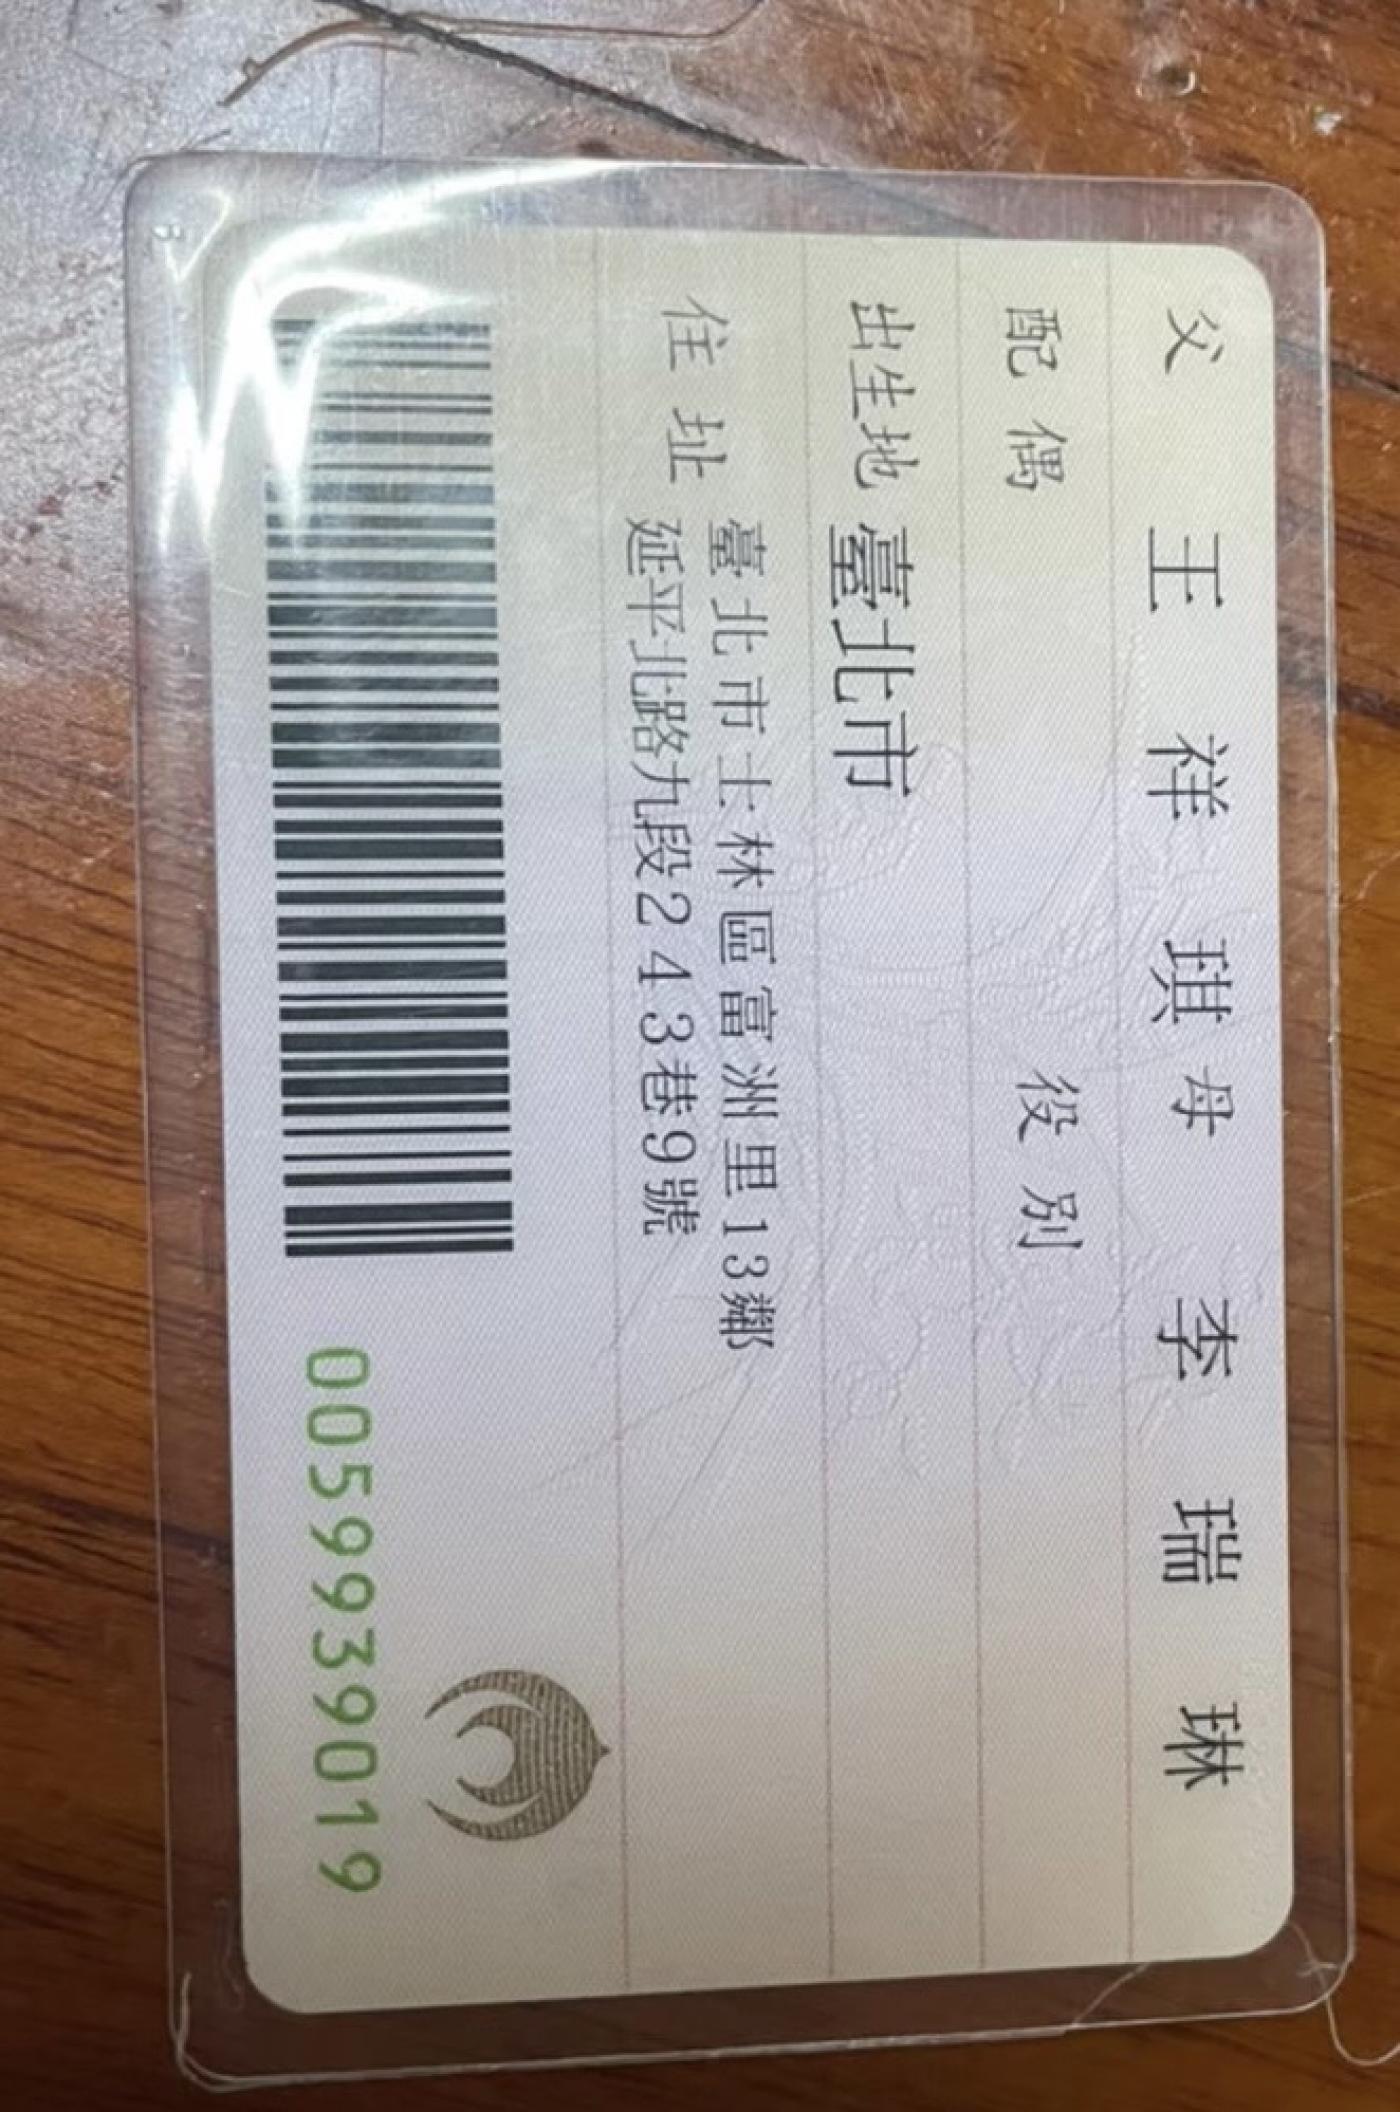 父 王祥琪 母 李瑞琳
配偶 役別
出生地 臺北市
住址 臺北市士林區富洲里13鄰
延平北路九段243巷9號
0059939019